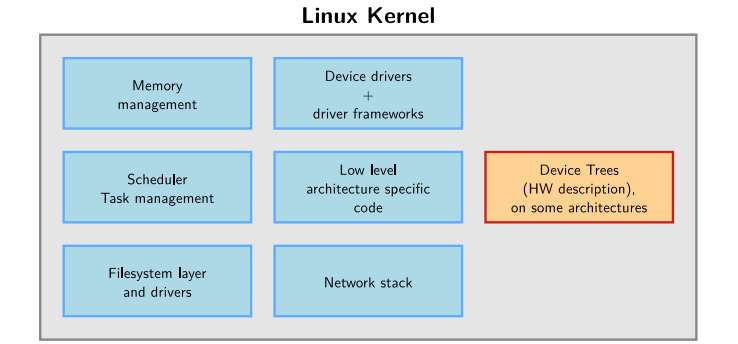 Linux Kernel
Memory
management
Device drivers
+
driver frameworks
Scheduler
Task management
Low level
architecture specific
code
Device Trees
(HW description),
on some architectures
Filesystem layer
and drivers
Network stack